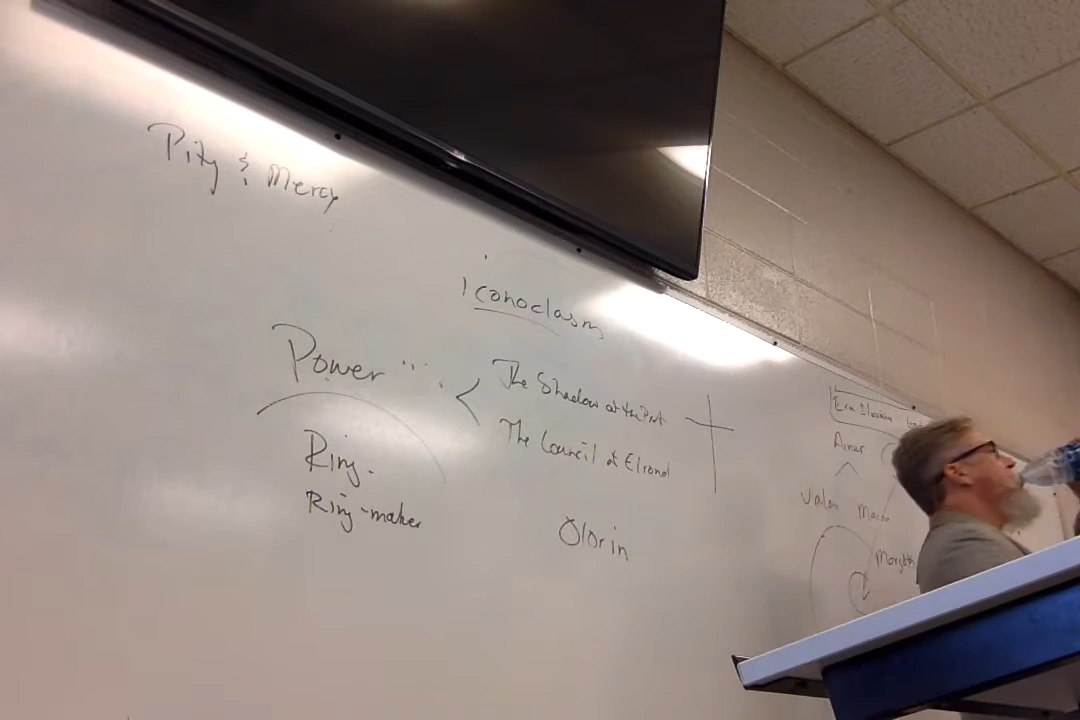 Pity & Mercy
Iconoclasm
Power ...
The Shadow of the Past
The Council of Elrond
Ring.
Ring-maker
Olorin
Ainur
Valar Maiar